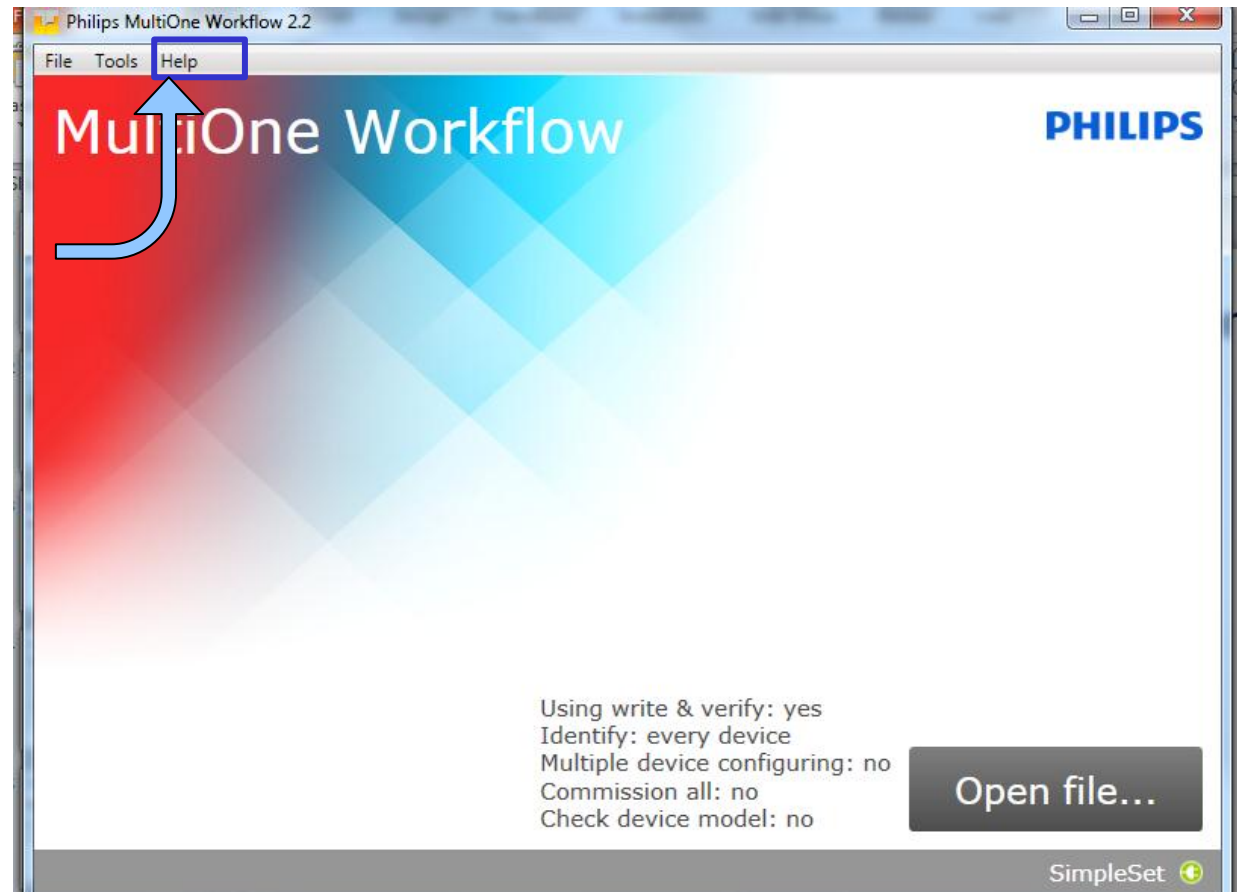 Philips MultiOne Workflow 2.2
File Tools Help
MultiOne Workflow
PHILIPS
Using write & verify: yes
Identify: every device
Multiple device configuring: no
Commission all: no
Check device model: no
Open file...
SimpleSet